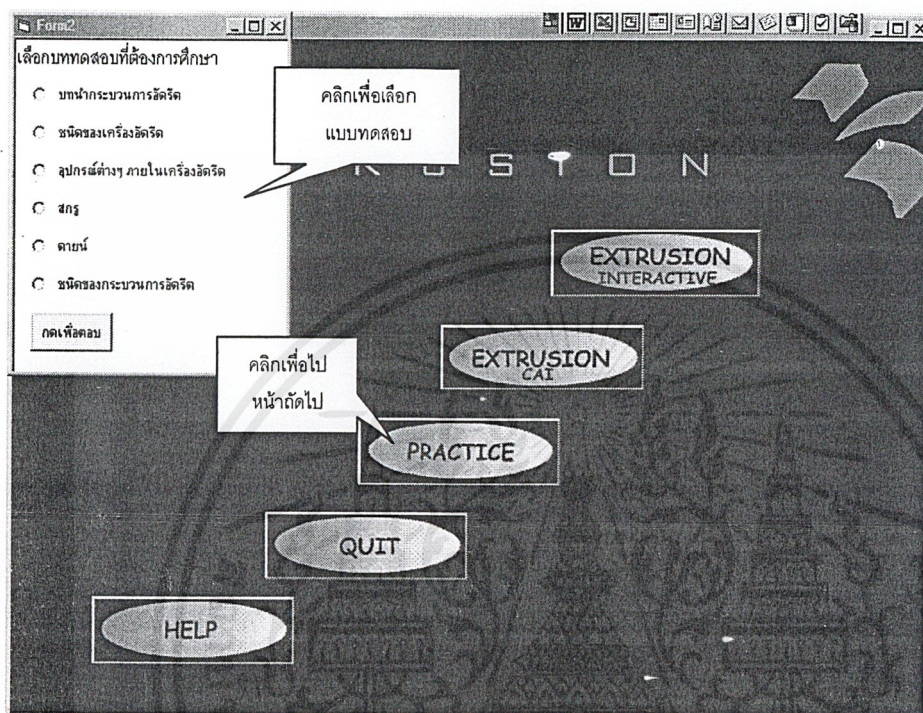 Form2
เลือกบททดสอบที่ต้องการศึกษา
บทนำกระบวนการอัดรีด
ชนิดของเครื่องอัดรีด
อุปกรณ์ต่างๆ ภายในเครื่องอัดรีด
สกรู
ดายน์
ชนิดของกระบวนการอัดรีด
กดเพื่อตอบ
คลิกเพื่อเลือก
แบบทดสอบ
R U S T O N
EXTRUSION
INTERACTIVE
EXTRUSION
CAI
คลิกเพื่อไป
หน้าถัดไป
PRACTICE
QUIT
HELP